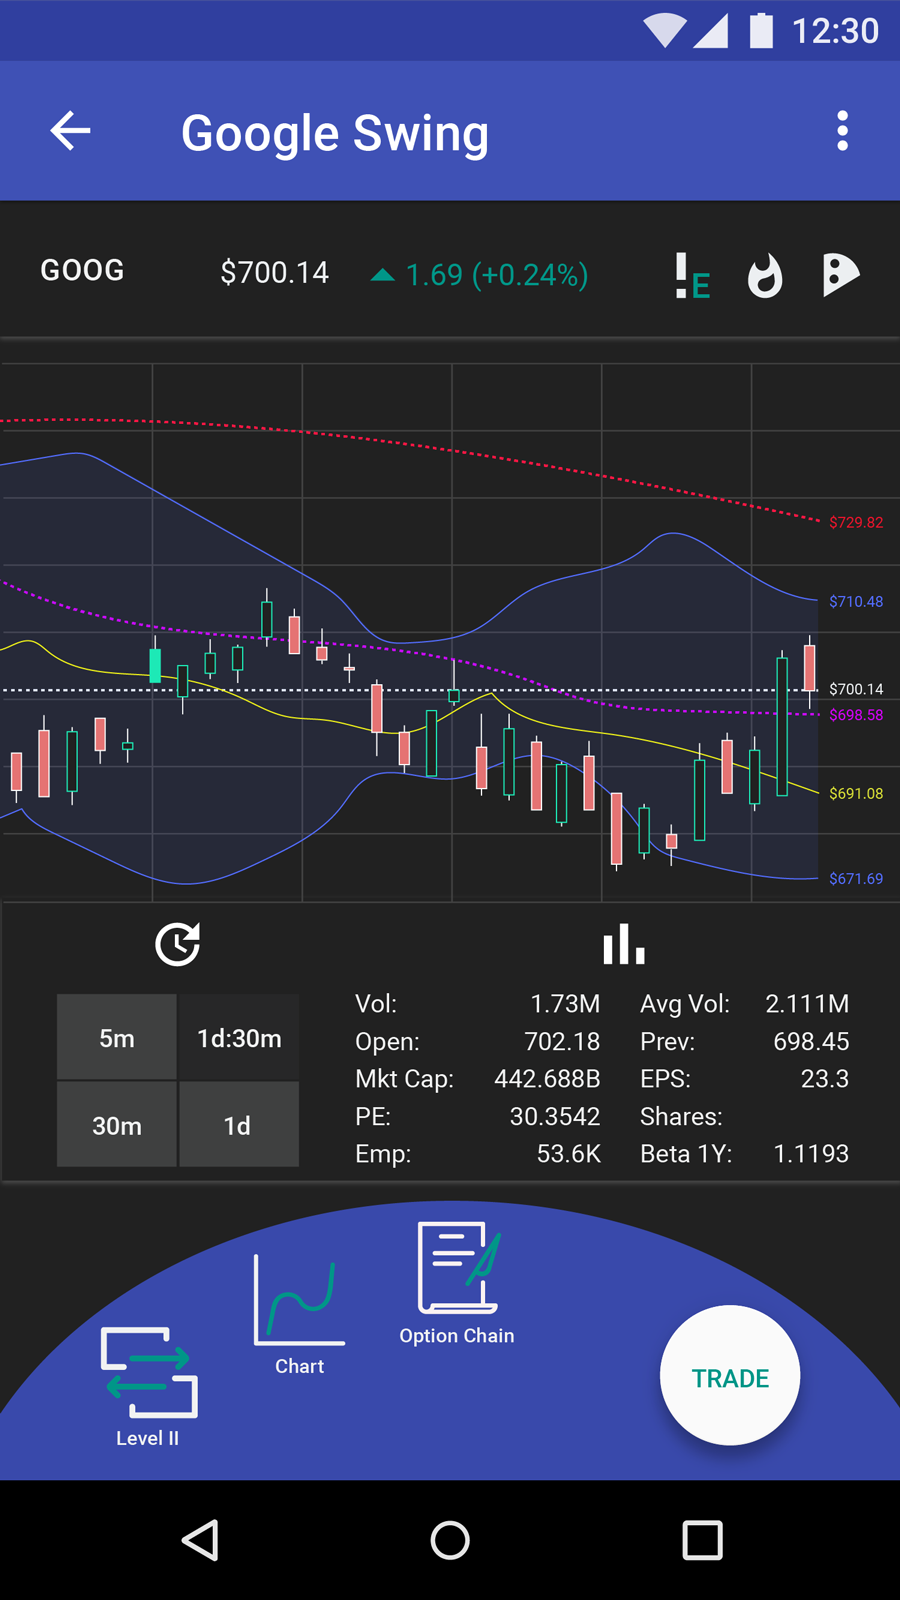 12:30
Google Swing
GOOG $700.14 1.69 (+0.24%) E
$729.82
$710.48
$700.14
$698.58
$691.08
$671.69
5m 1d:30m
30m 1d
Vol: 1.73M Avg Vol: 2.111M
Open: 702.18 Prev: 698.45
Mkt Cap: 442.688B EPS: 23.3
PE: 30.3542 Shares:
Emp: 53.6K Beta 1Y: 1.1193
Option Chain
Chart
TRADE
Level II